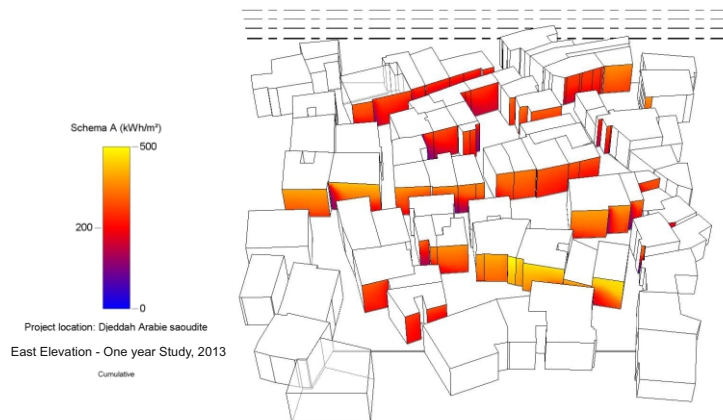 Schema A (kWh/m²)
500
200
0
Project location: Djeddah Arabie saoudite
East Elevation - One year Study, 2013
Cumulative